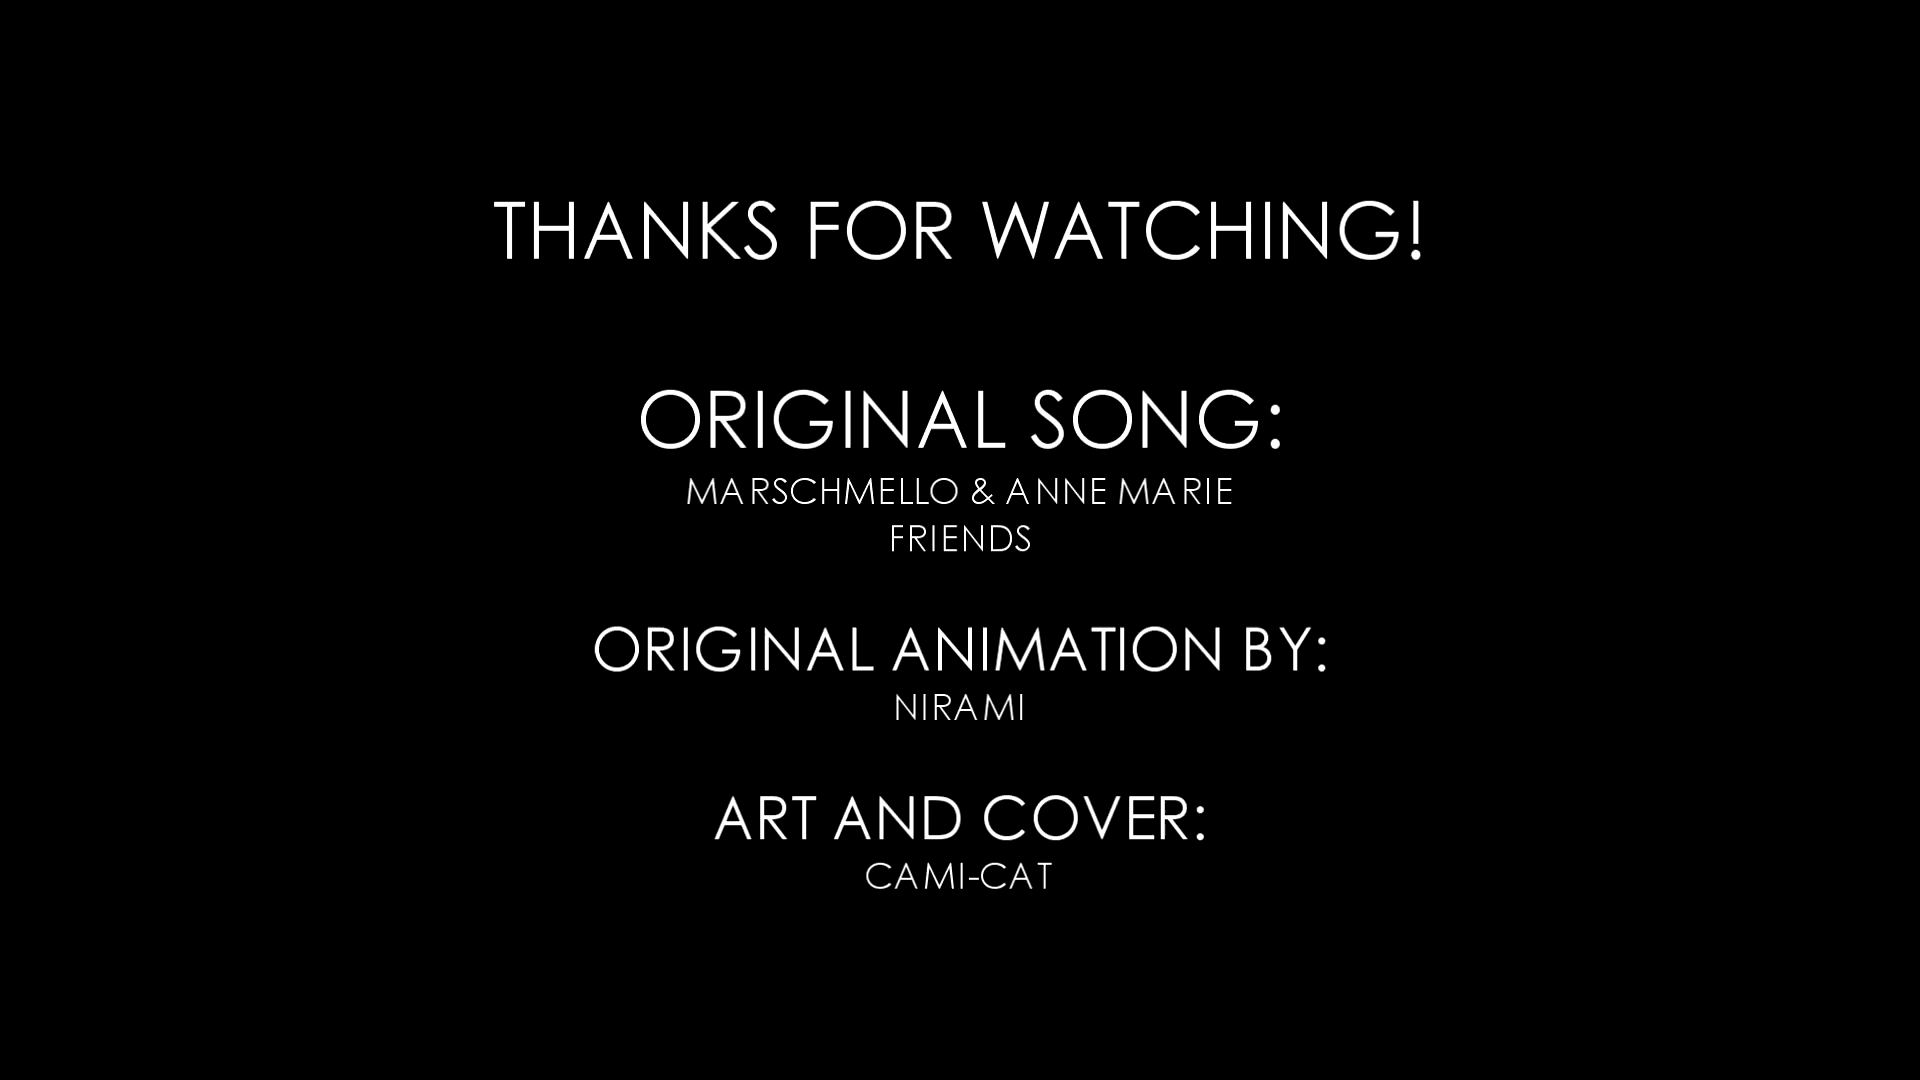 THANKS FOR WATCHING!
ORIGINAL SONG:
MARSCHMELLO & ANNE MARIE
FRIENDS
ORIGINAL ANIMATION BY:
NIRAMI
ART AND COVER:
CAMI-CAT